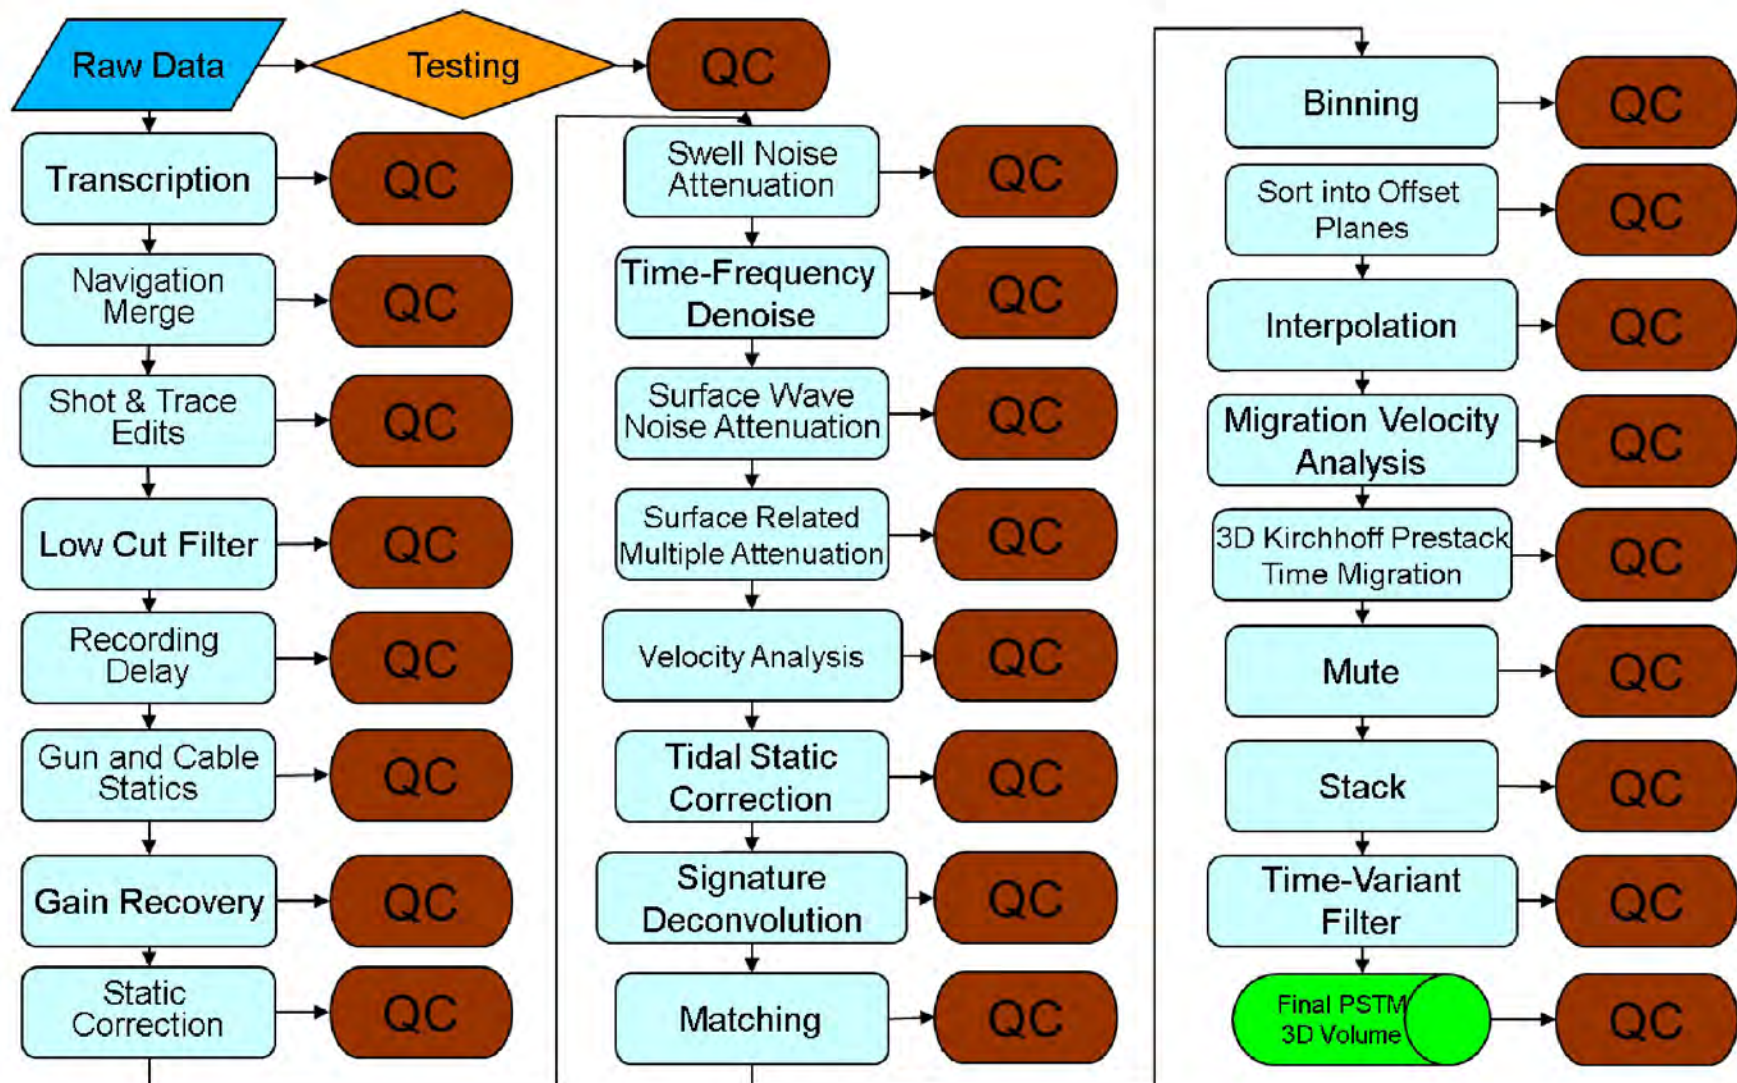 Raw Data
Testing
QC
Transcription
QC
Navigation
Merge
QC
Shot & Trace
Edits
QC
Low Cut Filter
QC
Recording
Delay
QC
Gun and Cable
Statics
QC
Gain Recovery
QC
Static
Correction
QC
Swell Noise
Attenuation
QC
Time-Frequency
Denoise
QC
Surface Wave
Noise Attenuation
QC
Surface Related
Multiple Attenuation
QC
Velocity Analysis
QC
Tidal Static
Correction
QC
Signature
Deconvolution
QC
Matching
QC
Binning
QC
Sort into Offset
Planes
QC
Interpolation
QC
Migration Velocity
Analysis
QC
3D Kirchhoff Prestack
Time Migration
QC
Mute
QC
Stack
QC
Time-Variant
Filter
QC
Final PSTM
3D Volume
QC